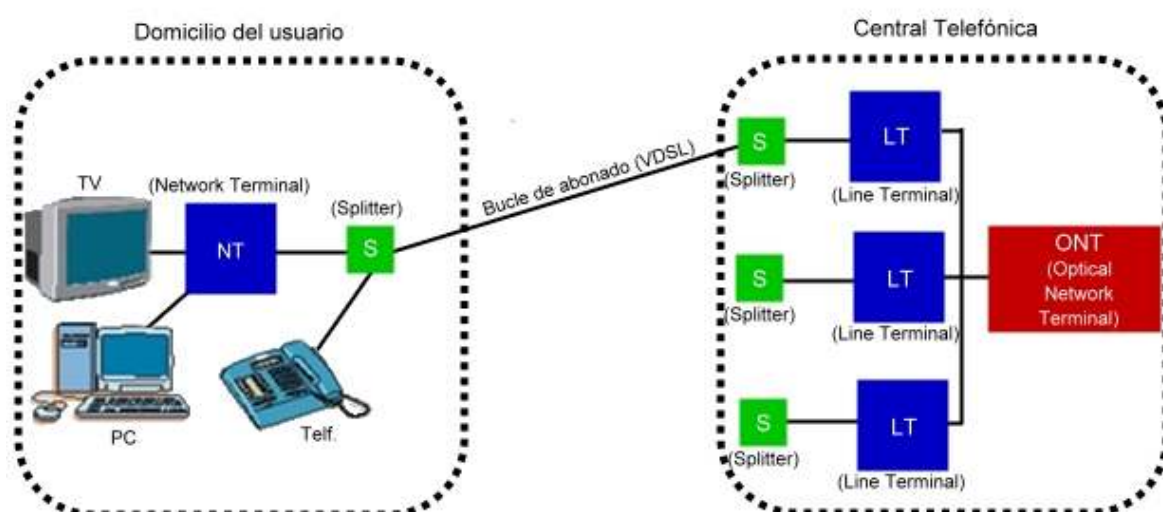 Domicilio del usuario
TV
(Network Terminal)
NT
(Splitter)
S
PC
Telf.
Bucle de abonado (VDSL)
Central Telefónica
S
(Splitter)
LT
(Line Terminal)
S
(Splitter)
LT
(Line Terminal)
S
(Splitter)
LT
(Line Terminal)
ONT
(Optical
Network
Terminal)